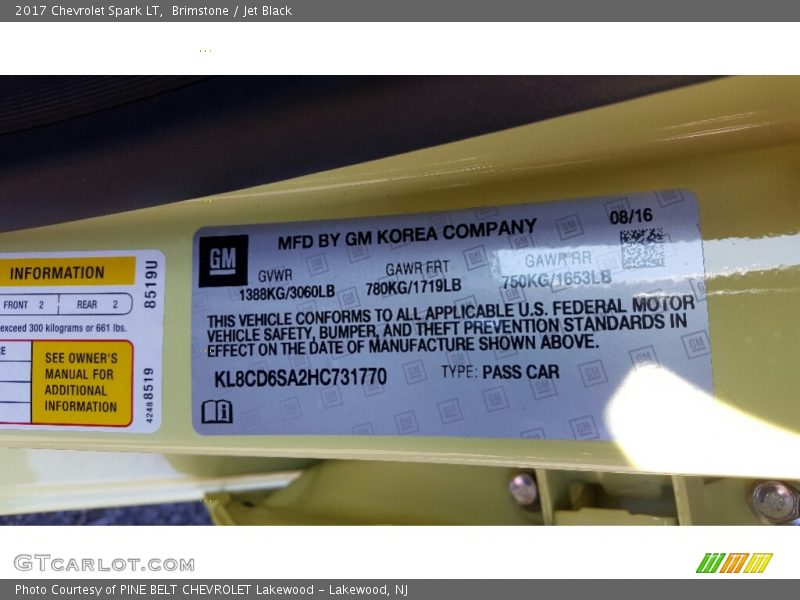 2017 Chevrolet Spark LT,  Brimstone / Jet Black
INFORMATION
FRONT 2 REAR 2
exceed 300 kilograms or 661 lbs.
SEE OWNER'S
MANUAL FOR
ADDITIONAL
INFORMATION
8519U
42488519
GM
MFD BY GM KOREA COMPANY
08/16
GVWR GAWR FRT GAWR RR
1388KG/3060LB 780KG/1719LB 750KG/1653LB
THIS VEHICLE CONFORMS TO ALL APPLICABLE U.S. FEDERAL MOTOR
VEHICLE SAFETY, BUMPER, AND THEFT PREVENTION STANDARDS IN
EFFECT ON THE DATE OF MANUFACTURE SHOWN ABOVE.
KL8CD6SA2HC731770 TYPE: PASS CAR
GTCARLOT.COM
Photo Courtesy of PINE BELT CHEVROLET Lakewood - Lakewood, NJ